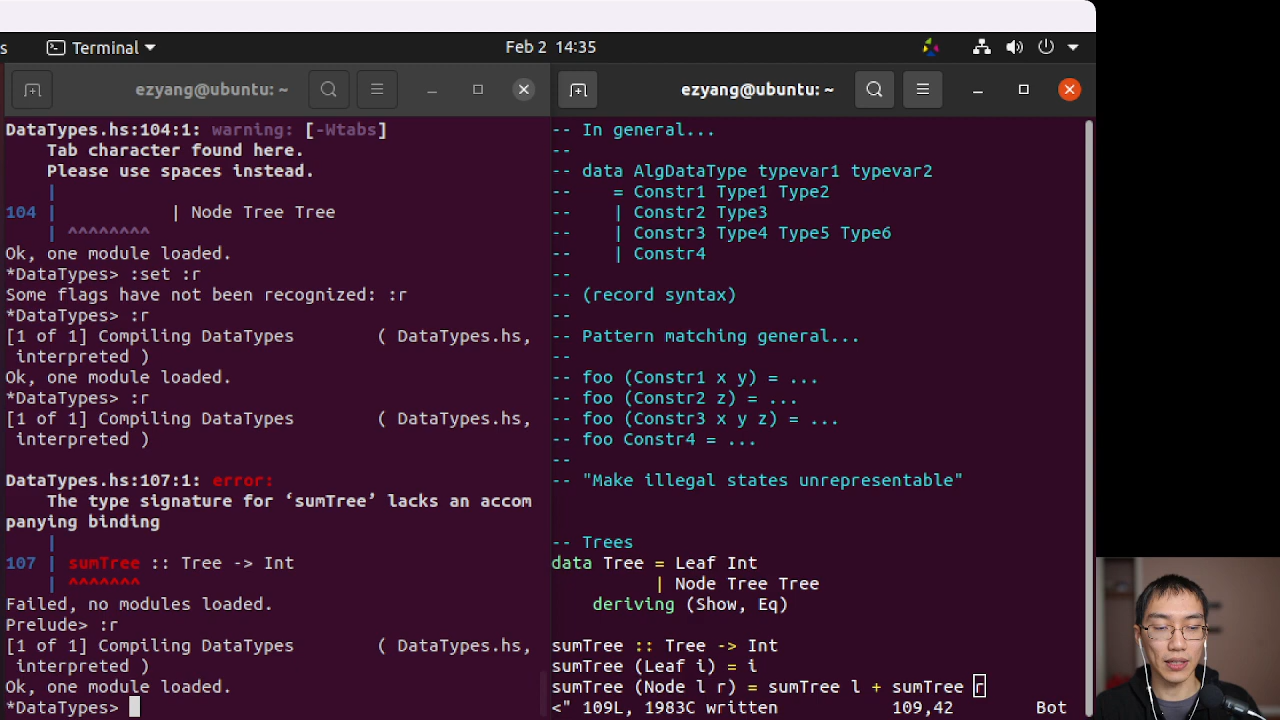 s Terminal Feb 2 14:35
ezyang@ubuntu: ~
DataTypes.hs:104:1: warning: [-Wtabs]
    Tab character found here.
    Please use spaces instead.
    |
104 |            | Node Tree Tree
    | ^^^^^^^^
Ok, one module loaded.
*DataTypes> :set :r
Some flags have not been recognized: :r
*DataTypes> :r
[1 of 1] Compiling DataTypes        ( DataTypes.hs,
 interpreted )
Ok, one module loaded.
*DataTypes> :r
[1 of 1] Compiling DataTypes        ( DataTypes.hs,
 interpreted )
DataTypes.hs:107:1: error:
    The type signature for ‘sumTree’ lacks an accom
panying binding
    |
107 | sumTree :: Tree -> Int
    | ^^^^^^^
Failed, no modules loaded.
Prelude> :r
[1 of 1] Compiling DataTypes        ( DataTypes.hs,
 interpreted )
Ok, one module loaded.
*DataTypes>
ezyang@ubuntu: ~
-- In general...
--
-- data AlgDataType typevar1 typevar2
--    = Constr1 Type1 Type2
--    | Constr2 Type3
--    | Constr3 Type4 Type5 Type6
--    | Constr4
--
-- (record syntax)
--
-- Pattern matching general...
--
-- foo (Constr1 x y) = ...
-- foo (Constr2 z) = ...
-- foo (Constr3 x y z) = ...
-- foo Constr4 = ...
--
-- "Make illegal states unrepresentable"
-- Trees
data Tree = Leaf Int
          | Node Tree Tree
    deriving (Show, Eq)
sumTree :: Tree -> Int
sumTree (Leaf i) = i
sumTree (Node l r) = sumTree l + sumTree r
<" 109L, 1983C written           109,42        Bot